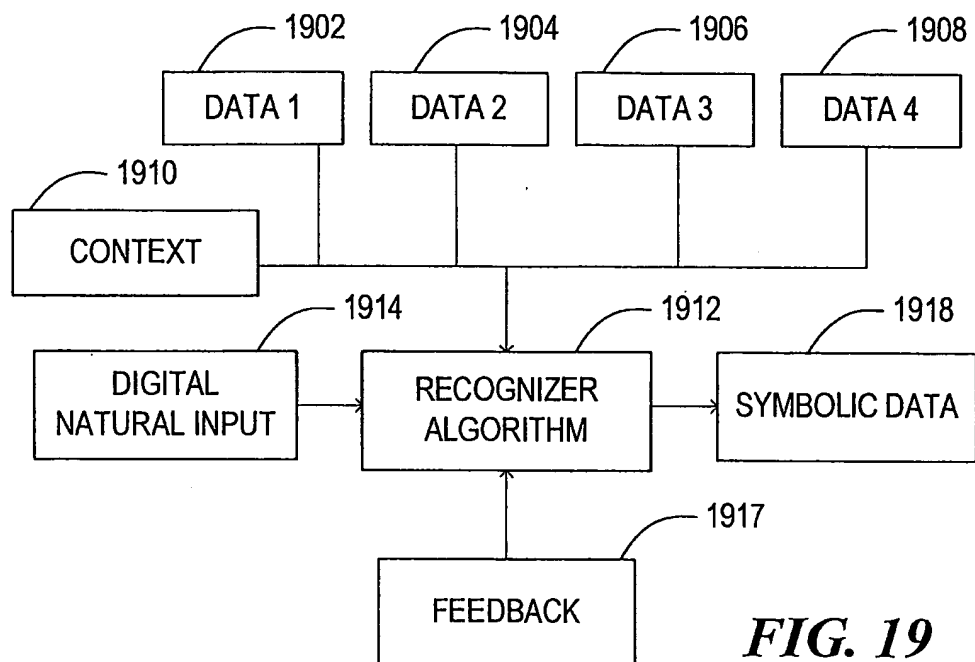 1902
1904
1906
1908
DATA 1
DATA 2
DATA 3
DATA 4
1910
CONTEXT
1914
1912
1918
DIGITAL
NATURAL INPUT
RECOGNIZER
ALGORITHM
SYMBOLIC DATA
1917
FEEDBACK
FIG. 19